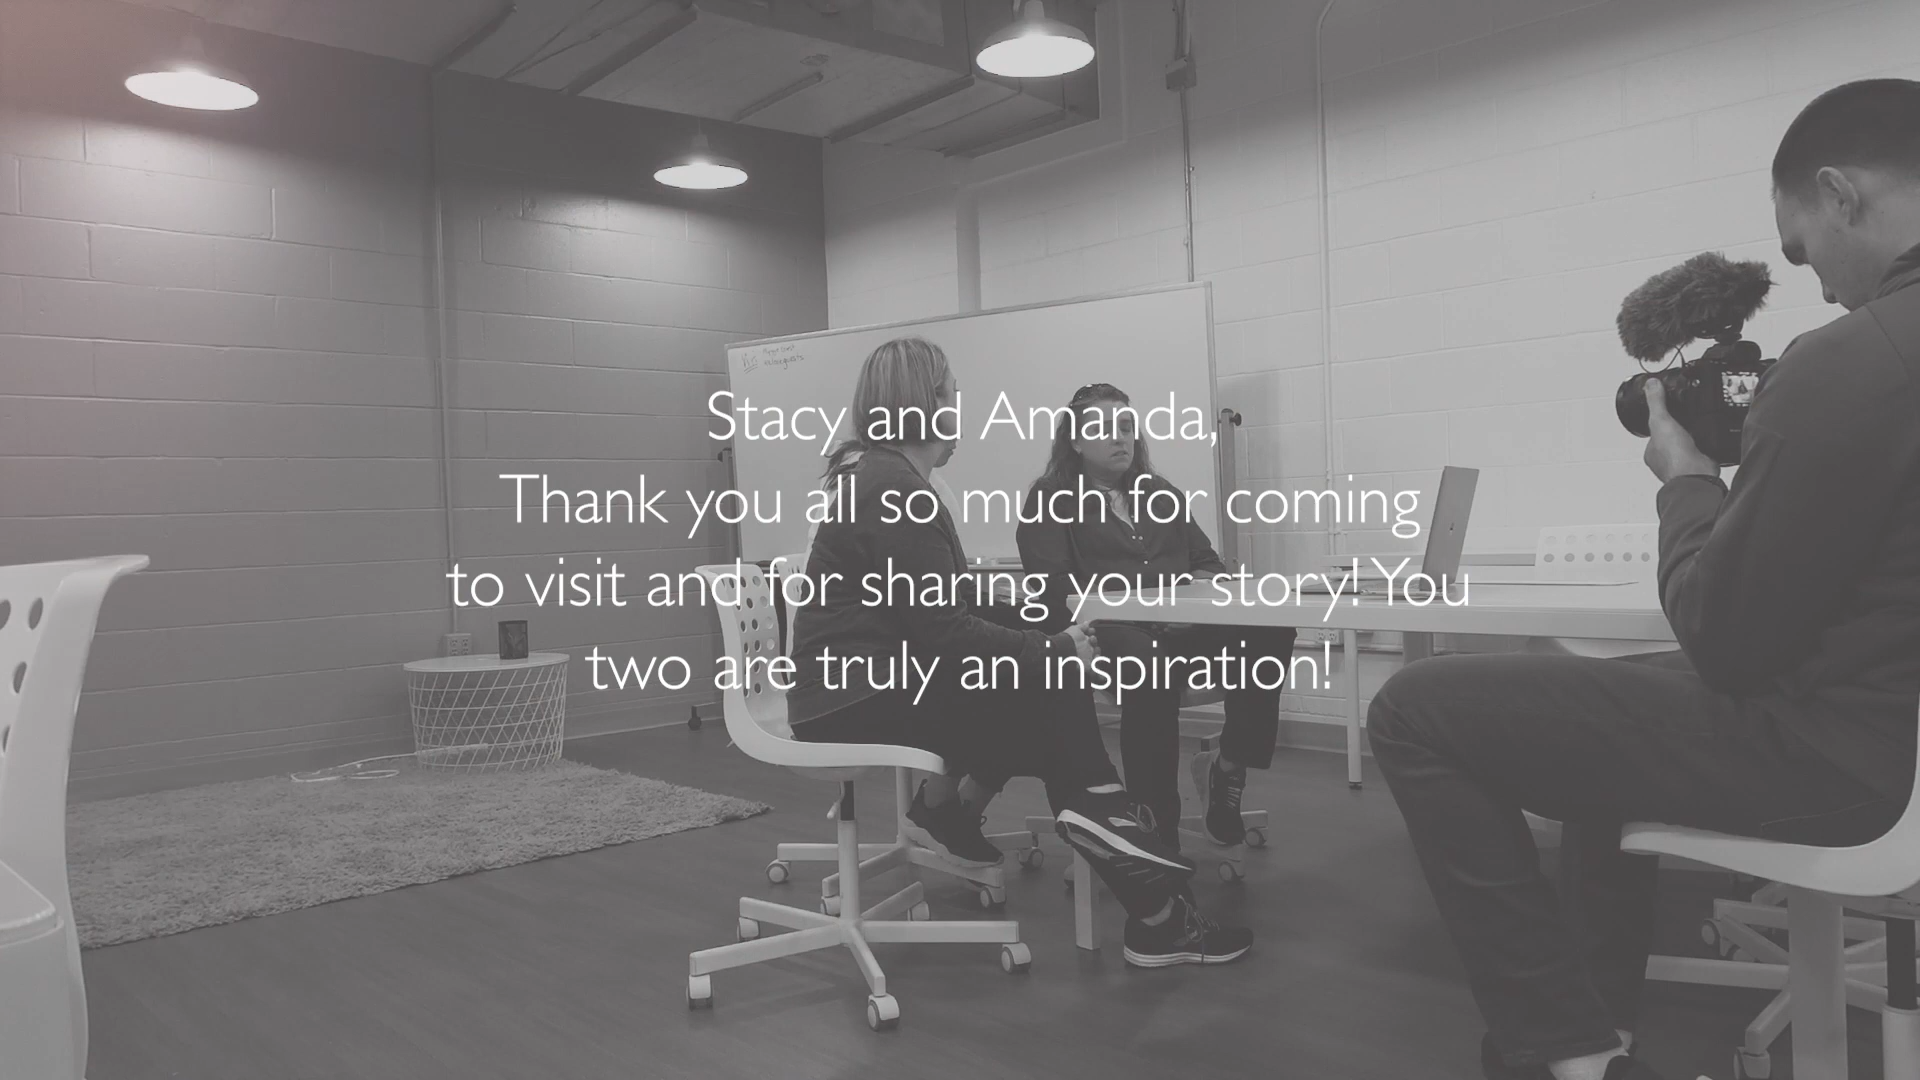 Stacy and Amanda,
Thank you all so much for coming
to visit and for sharing your story! You
two are truly an inspiration!